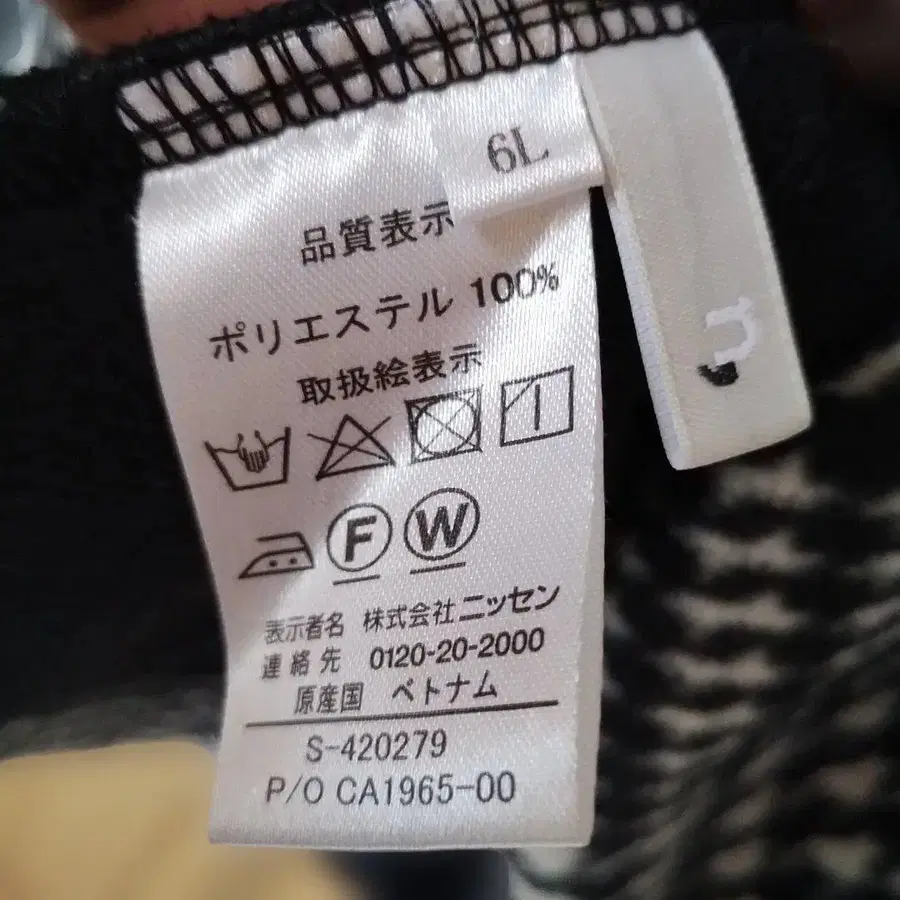 6L
品質表示
ポリエステル 100%
取扱絵表示
F W
表示者名 株式会社ニッセン
連絡先 0120-20-2000
原産国 ベトナム
S-420279
P/O CA1965-00
n